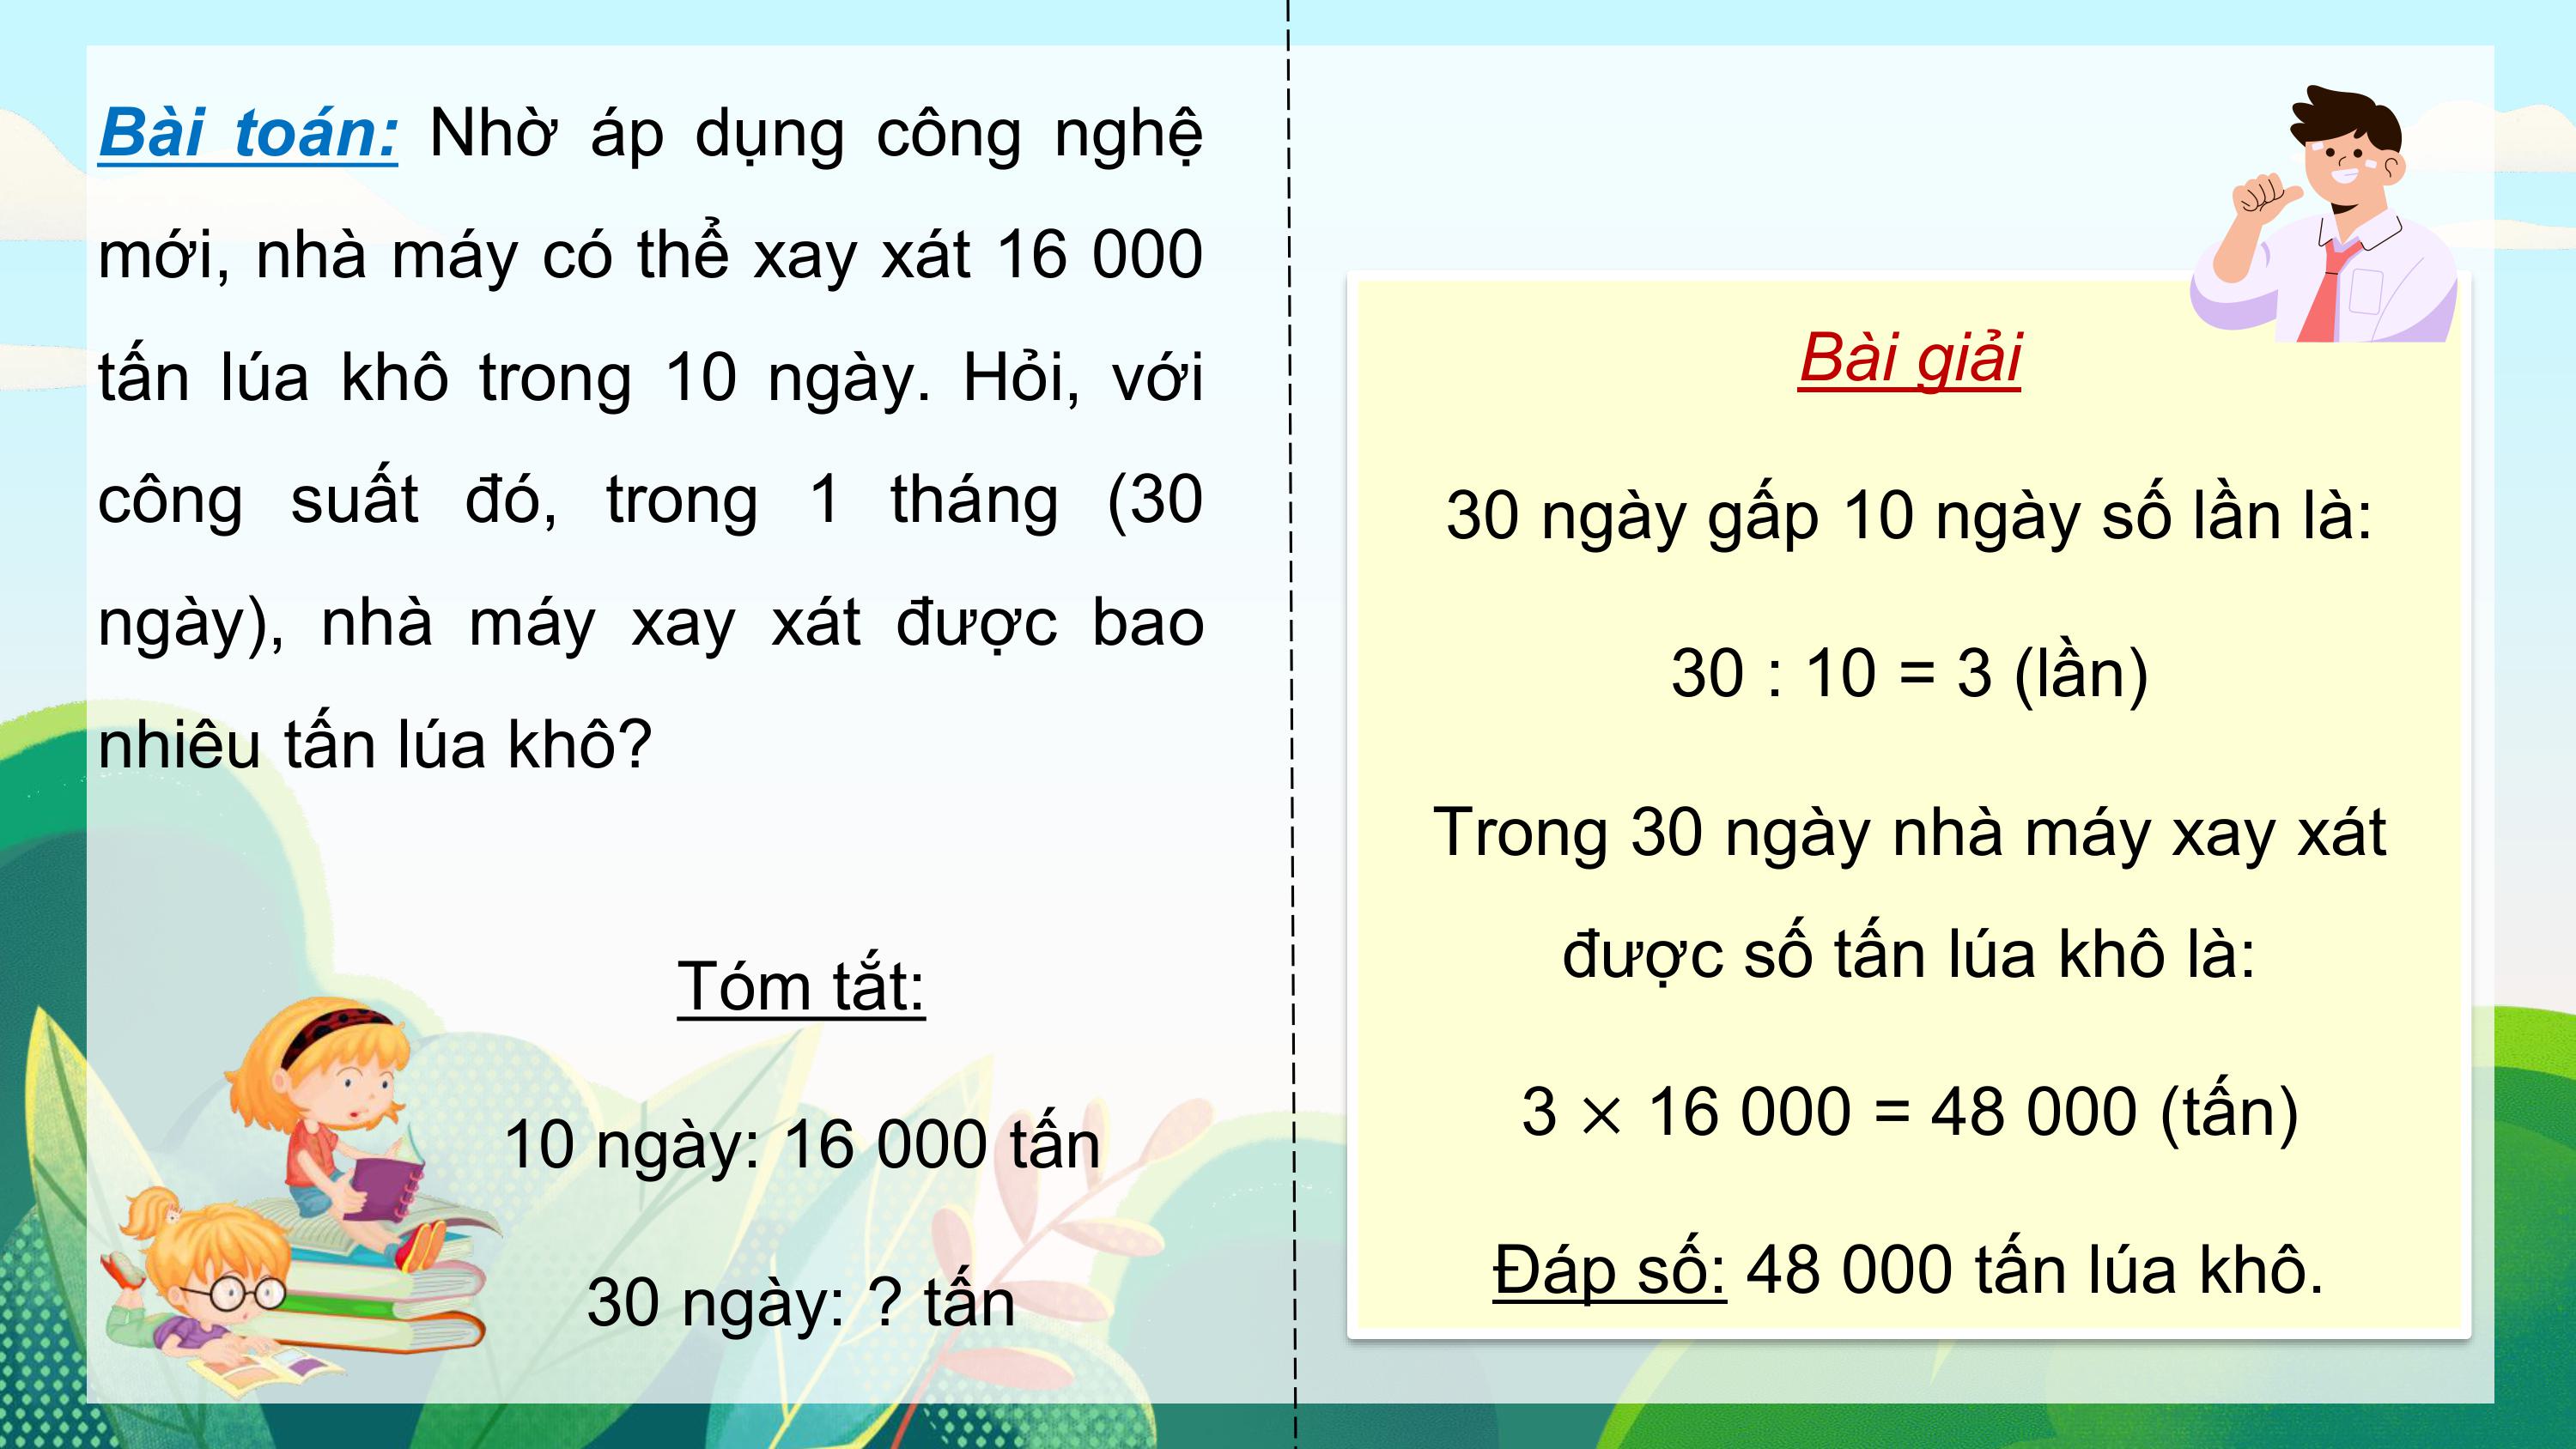 Bài toán: Nhờ áp dụng công nghệ
mới, nhà máy có thể xay xát 16 000
tấn lúa khô trong 10 ngày. Hỏi, với
công suất đó, trong 1 tháng (30
ngày), nhà máy xay xát được bao
nhiêu tấn lúa khô?
Tóm tắt:
10 ngày: 16 000 tấn
30 ngày: ? tấn
Bài giải
30 ngày gấp 10 ngày số lần là:
30 : 10 = 3 (lần)
Trong 30 ngày nhà máy xay xát
được số tấn lúa khô là:
3 × 16 000 = 48 000 (tấn)
Đáp số: 48 000 tấn lúa khô.